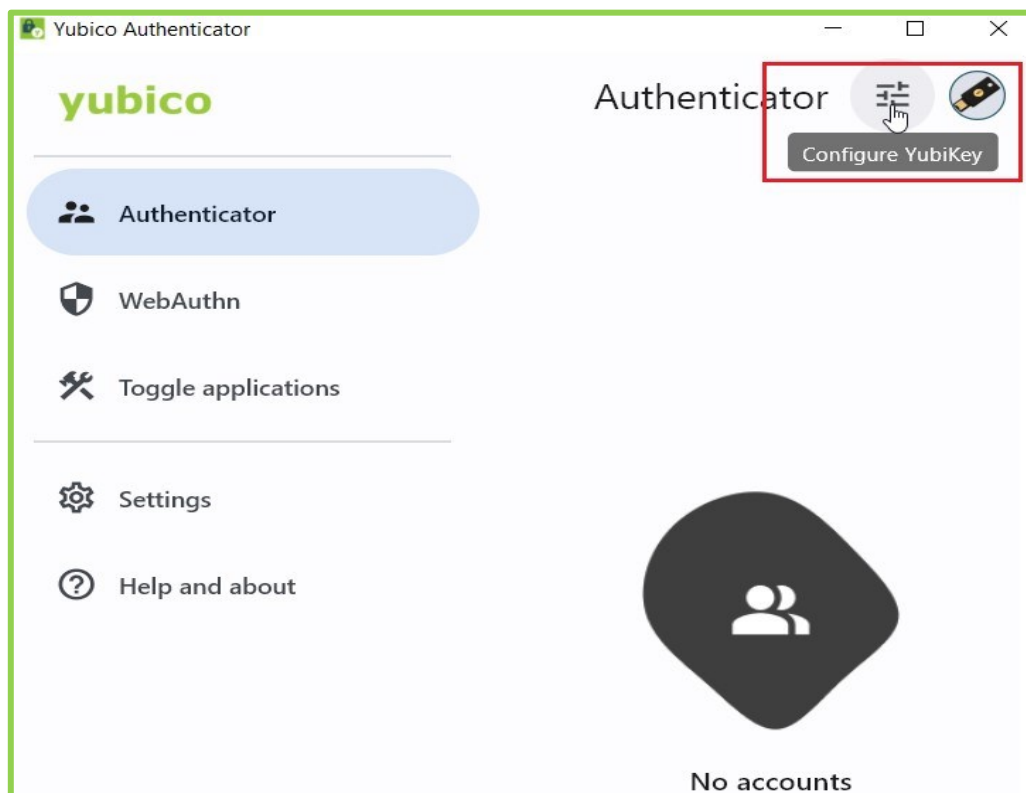 Yubico Authenticator
yubico
Authenticator
Configure YubiKey
Authenticator
WebAuthn
Toggle applications
Settings
Help and about
No accounts